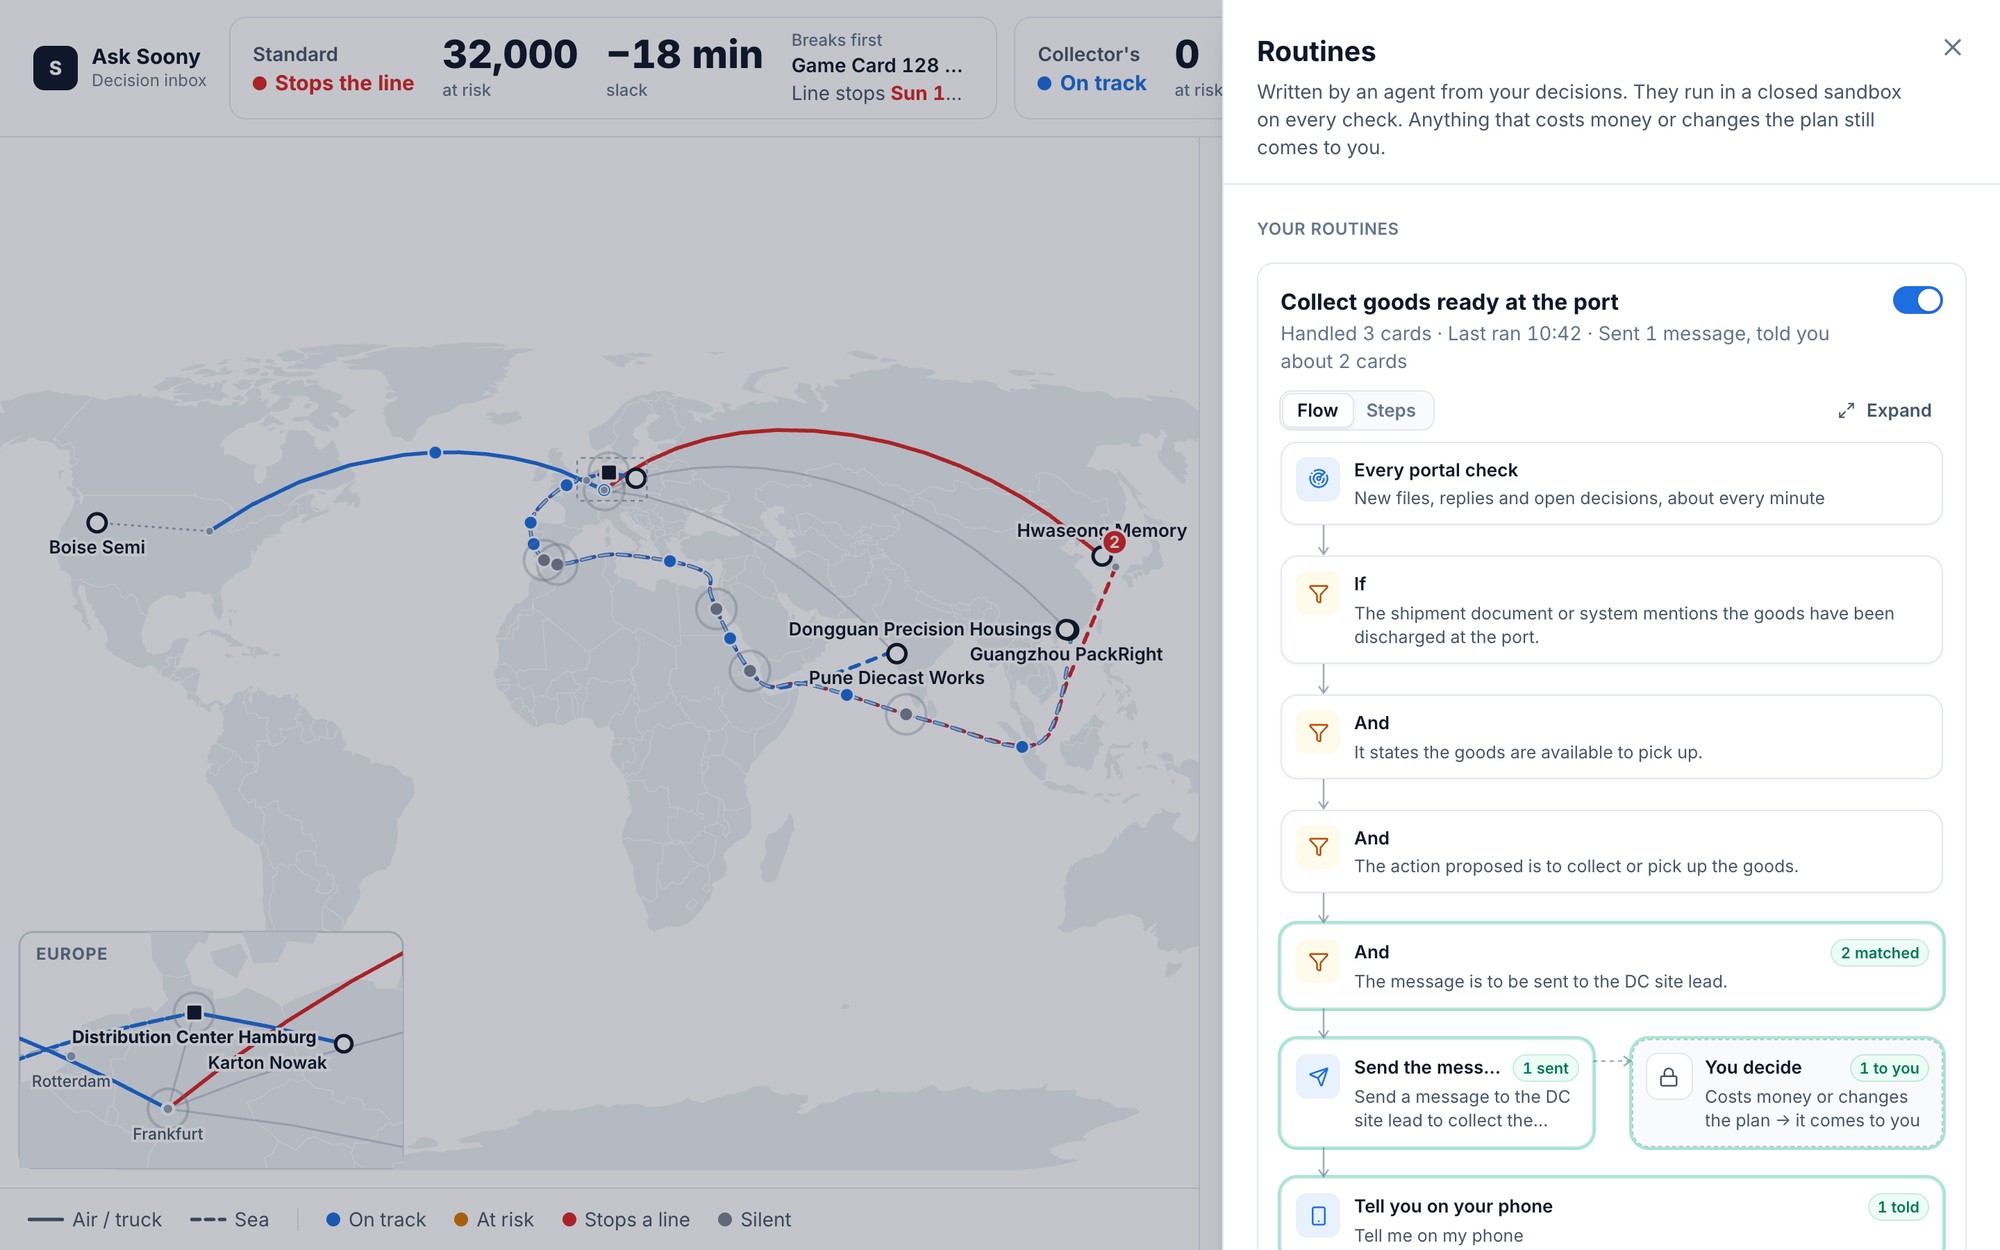 S
Ask Soony
Decision inbox
Standard
Stops the line
32,000
at risk
−18 min
slack
Breaks first
Game Card 128 ...
Line stops Sun 1...
Collector's
On track
0
at risk
Boise Semi
Hwaseong Memory
2
Dongguan Precision Housings
Guangzhou PackRight
Pune Diecast Works
EUROPE
Distribution Center Hamburg
Karton Nowak
Rotterdam
Frankfurt
Air / truck
Sea
On track
At risk
Stops a line
Silent
Routines
Written by an agent from your decisions. They run in a closed sandbox
on every check. Anything that costs money or changes the plan still
comes to you.
YOUR ROUTINES
Collect goods ready at the port
Handled 3 cards · Last ran 10:42 · Sent 1 message, told you
about 2 cards
Flow
Steps
Expand
Every portal check
New files, replies and open decisions, about every minute
If
The shipment document or system mentions the goods have been
discharged at the port.
And
It states the goods are available to pick up.
And
The action proposed is to collect or pick up the goods.
And
2 matched
The message is to be sent to the DC site lead.
Send the mess...
1 sent
Send a message to the DC
site lead to collect the...
You decide
1 to you
Costs money or changes
the plan → it comes to you
Tell you on your phone
1 told
Tell me on my phone